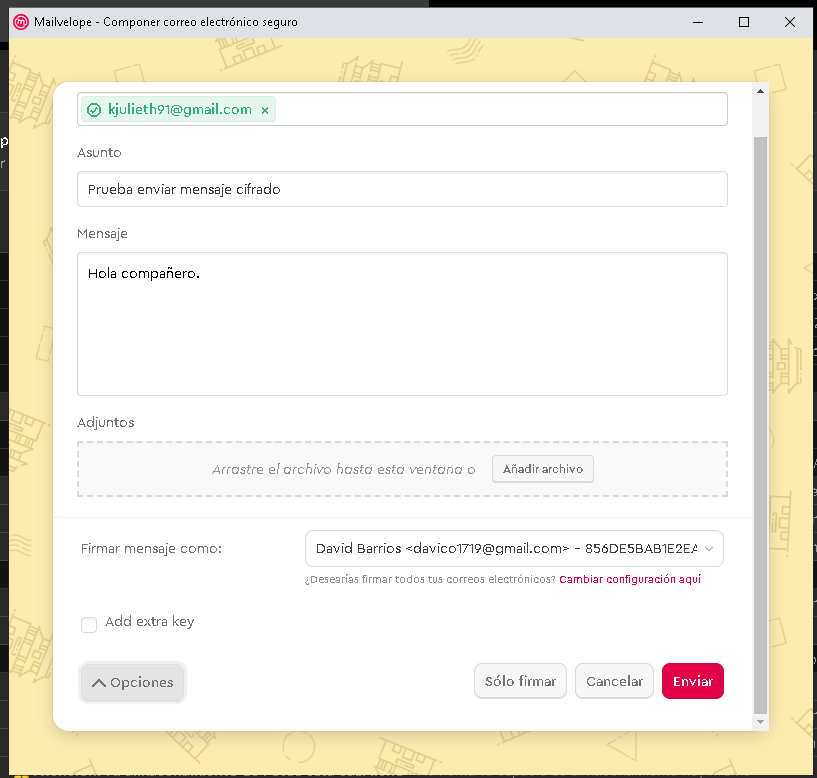 Mailvelope - Componer correo electrónico seguro
kjulieth91@gmail.com ×
Asunto
Prueba enviar mensaje cifrado
Mensaje
Hola compañero.
Adjuntos
Arrastre el archivo hasta esta ventana o Añadir archivo
Firmar mensaje como: David Barrios <davico1719@gmail.com> - 856DE5BAB1E2EA
¿Desearías firmar todos tus correos electrónicos? Cambiar configuración aquí
Add extra key
Opciones Sólo firmar Cancelar Enviar